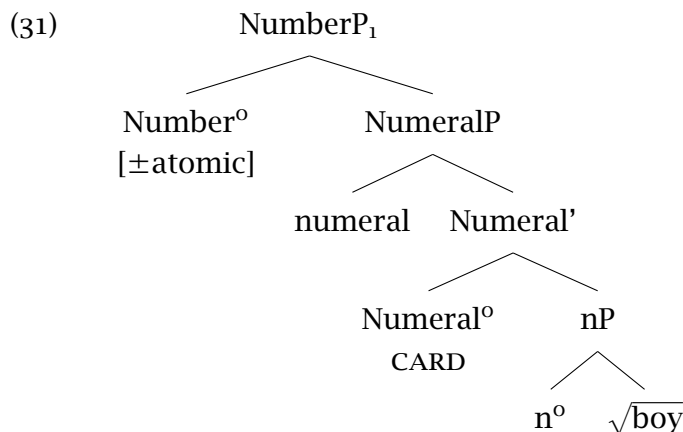 (31) NumberP₁
Numberº NumeralP
[±atomic]
numeral Numeral’
Numeralº nP
CARD
nº √boy